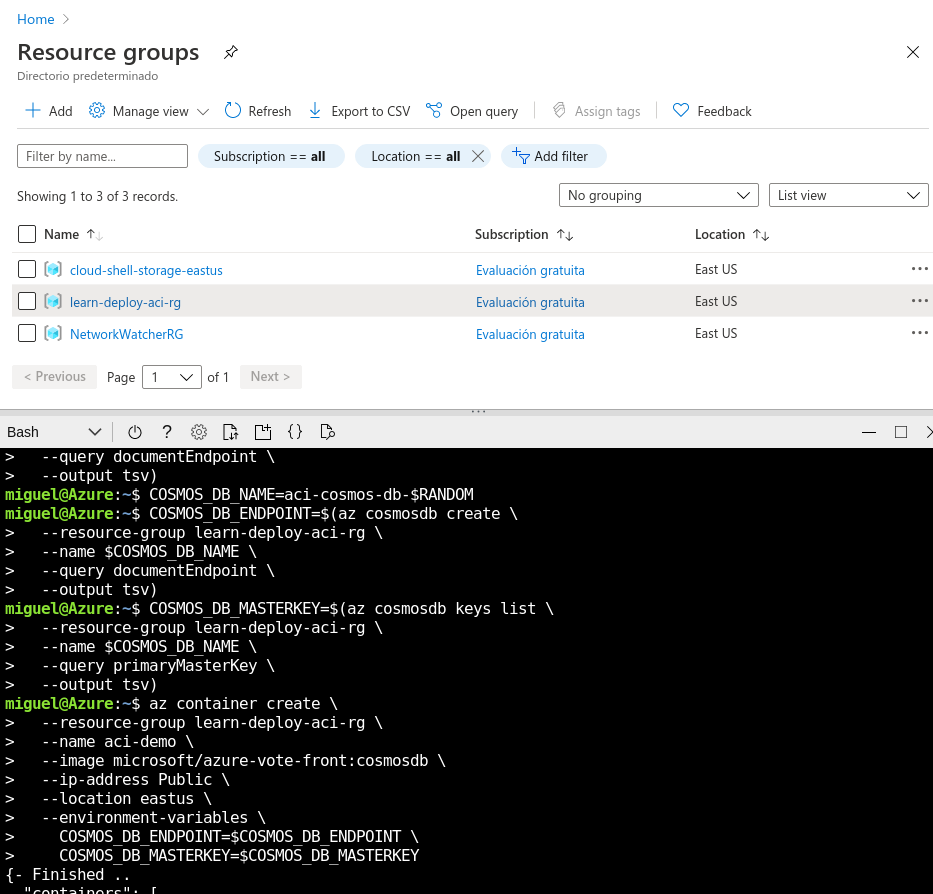 Home >
Resource groups
Directorio predeterminado
Add Manage view Refresh Export to CSV Open query Assign tags Feedback
Filter by name... Subscription == all Location == all Add filter
Showing 1 to 3 of 3 records. No grouping List view
Name Subscription Location
cloud-shell-storage-eastus Evaluación gratuita East US
learn-deploy-aci-rg Evaluación gratuita East US
NetworkWatcherRG Evaluación gratuita East US
< Previous Page 1 of 1 Next >
Bash
>   --query documentEndpoint \
>   --output tsv)
miguel@Azure:~$ COSMOS_DB_NAME=aci-cosmos-db-$RANDOM
miguel@Azure:~$ COSMOS_DB_ENDPOINT=$(az cosmosdb create \
>   --resource-group learn-deploy-aci-rg \
>   --name $COSMOS_DB_NAME \
>   --query documentEndpoint \
>   --output tsv)
miguel@Azure:~$ COSMOS_DB_MASTERKEY=$(az cosmosdb keys list \
>   --resource-group learn-deploy-aci-rg \
>   --name $COSMOS_DB_NAME \
>   --query primaryMasterKey \
>   --output tsv)
miguel@Azure:~$ az container create \
>   --resource-group learn-deploy-aci-rg \
>   --name aci-demo \
>   --image microsoft/azure-vote-front:cosmosdb \
>   --ip-address Public \
>   --location eastus \
>   --environment-variables \
>     COSMOS_DB_ENDPOINT=$COSMOS_DB_ENDPOINT \
>     COSMOS_DB_MASTERKEY=$COSMOS_DB_MASTERKEY
{- Finished ..
  "containers": [